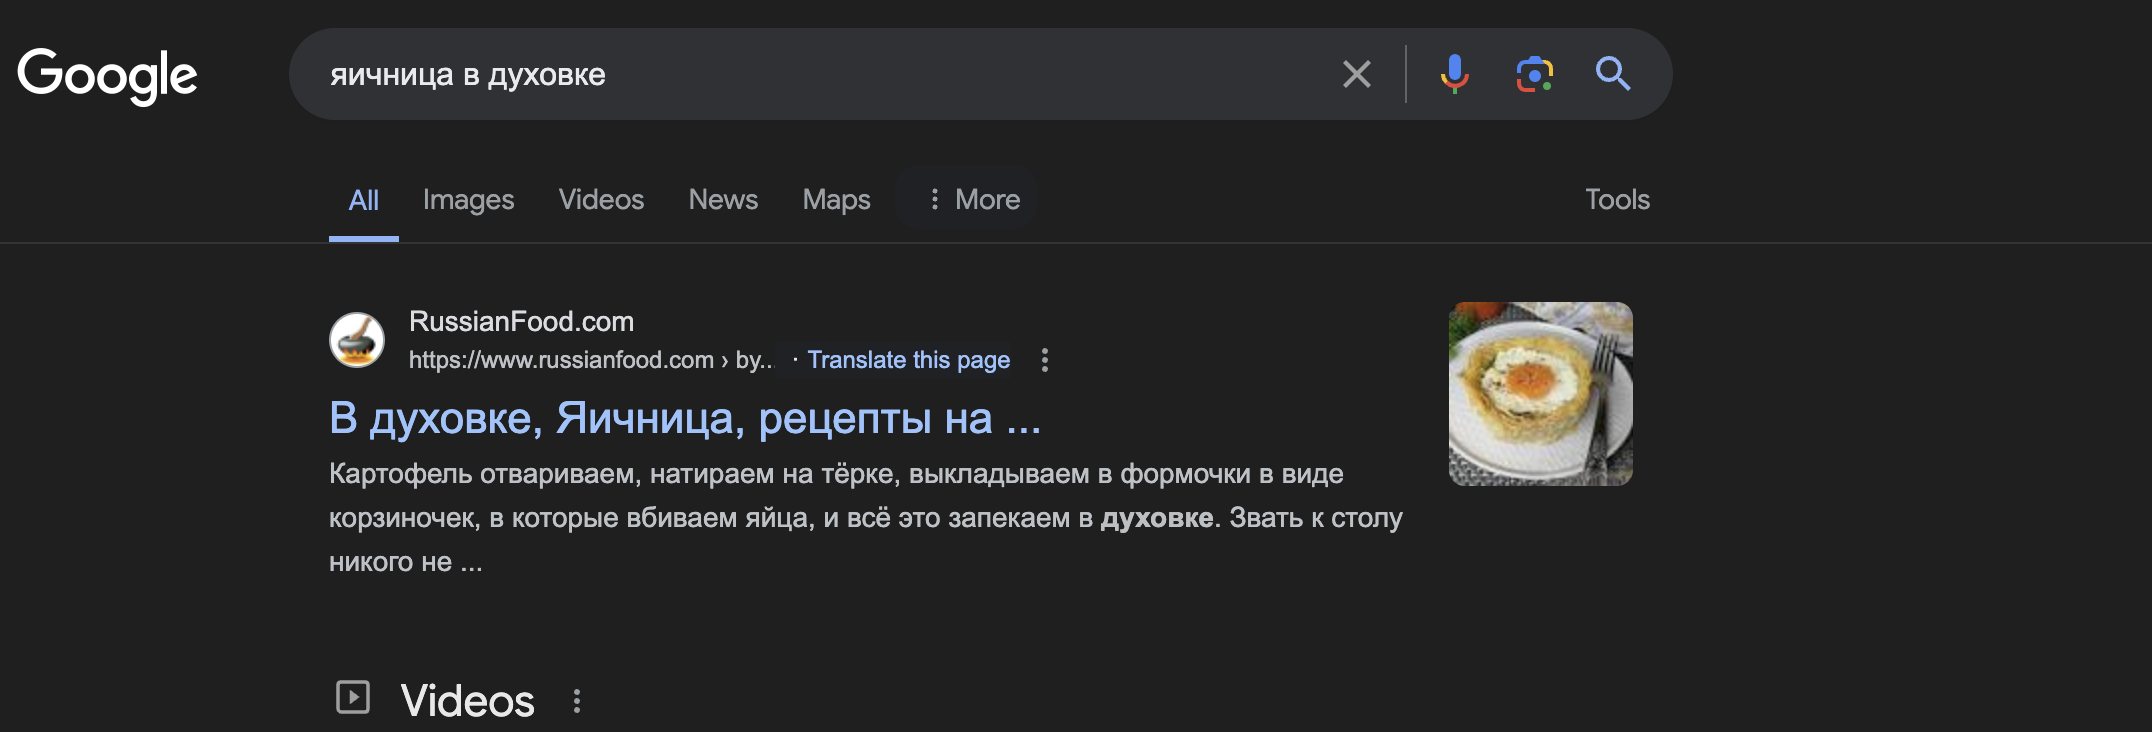 Google
яичница в духовке
All Images Videos News Maps More Tools
RussianFood.com
https://www.russianfood.com › by... · Translate this page
В духовке, Яичница, рецепты на ...
Картофель отвариваем, натираем на тёрке, выкладываем в формочки в виде
корзиночек, в которые вбиваем яйца, и всё это запекаем в духовке. Звать к столу
никого не ...
Videos